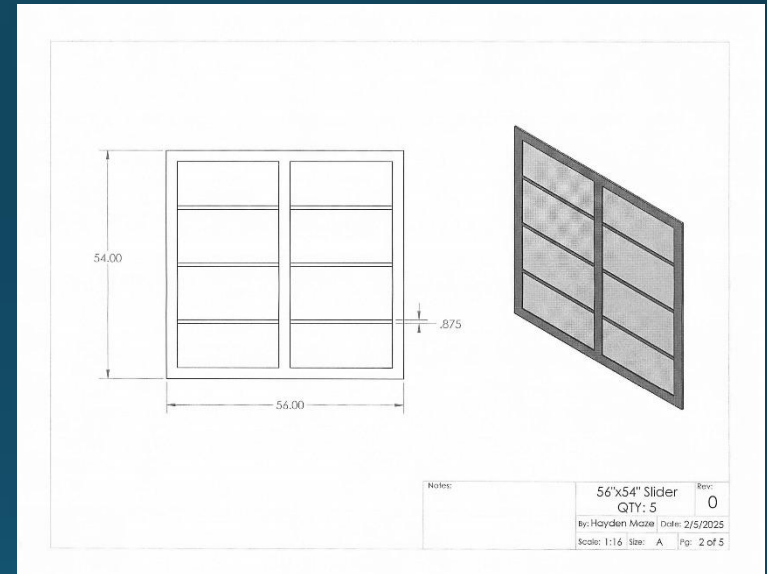 54.00
.875
56.00
Notes:
56"x54" Slider
QTY: 5
Rev:
0
By: Hayden Maze Date: 2/5/2025
Scale: 1:16 Size: A Pg: 2 of 5